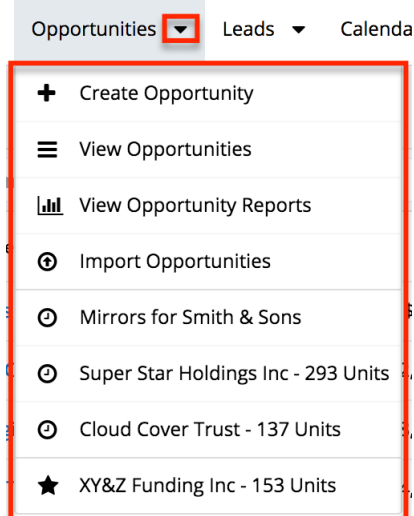 Opportunities Leads Calenda
Create Opportunity
View Opportunities
View Opportunity Reports
Import Opportunities
Mirrors for Smith & Sons
Super Star Holdings Inc - 293 Units
Cloud Cover Trust - 137 Units
XY&Z Funding Inc - 153 Units